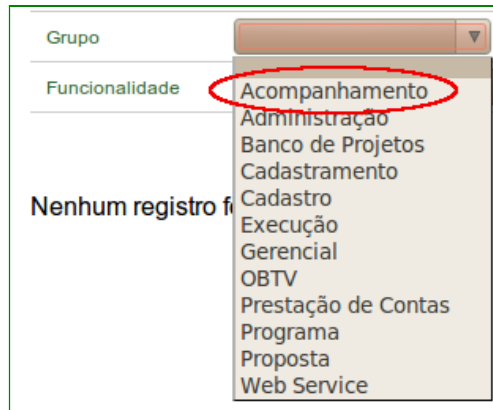 Grupo
Funcionalidade
Acompanhamento
Administração
Banco de Projetos
Cadastramento
Nenhum registro f
Cadastro
Execução
Gerencial
OBTV
Prestação de Contas
Programa
Proposta
Web Service